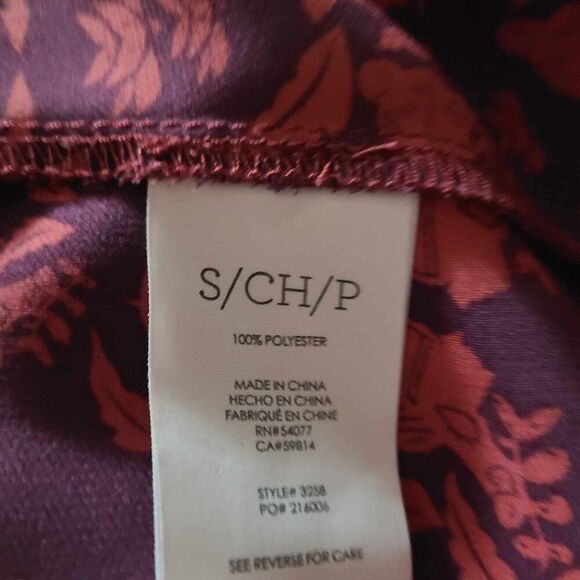 S/CH/P
100% POLYESTER
MADE IN CHINA
HECHO EN CHINA
FABRIQUÉ EN CHINE
RN# 54077
CA#59814
STYLE# 3258
PO# 216006
SEE REVERSE FOR CARE